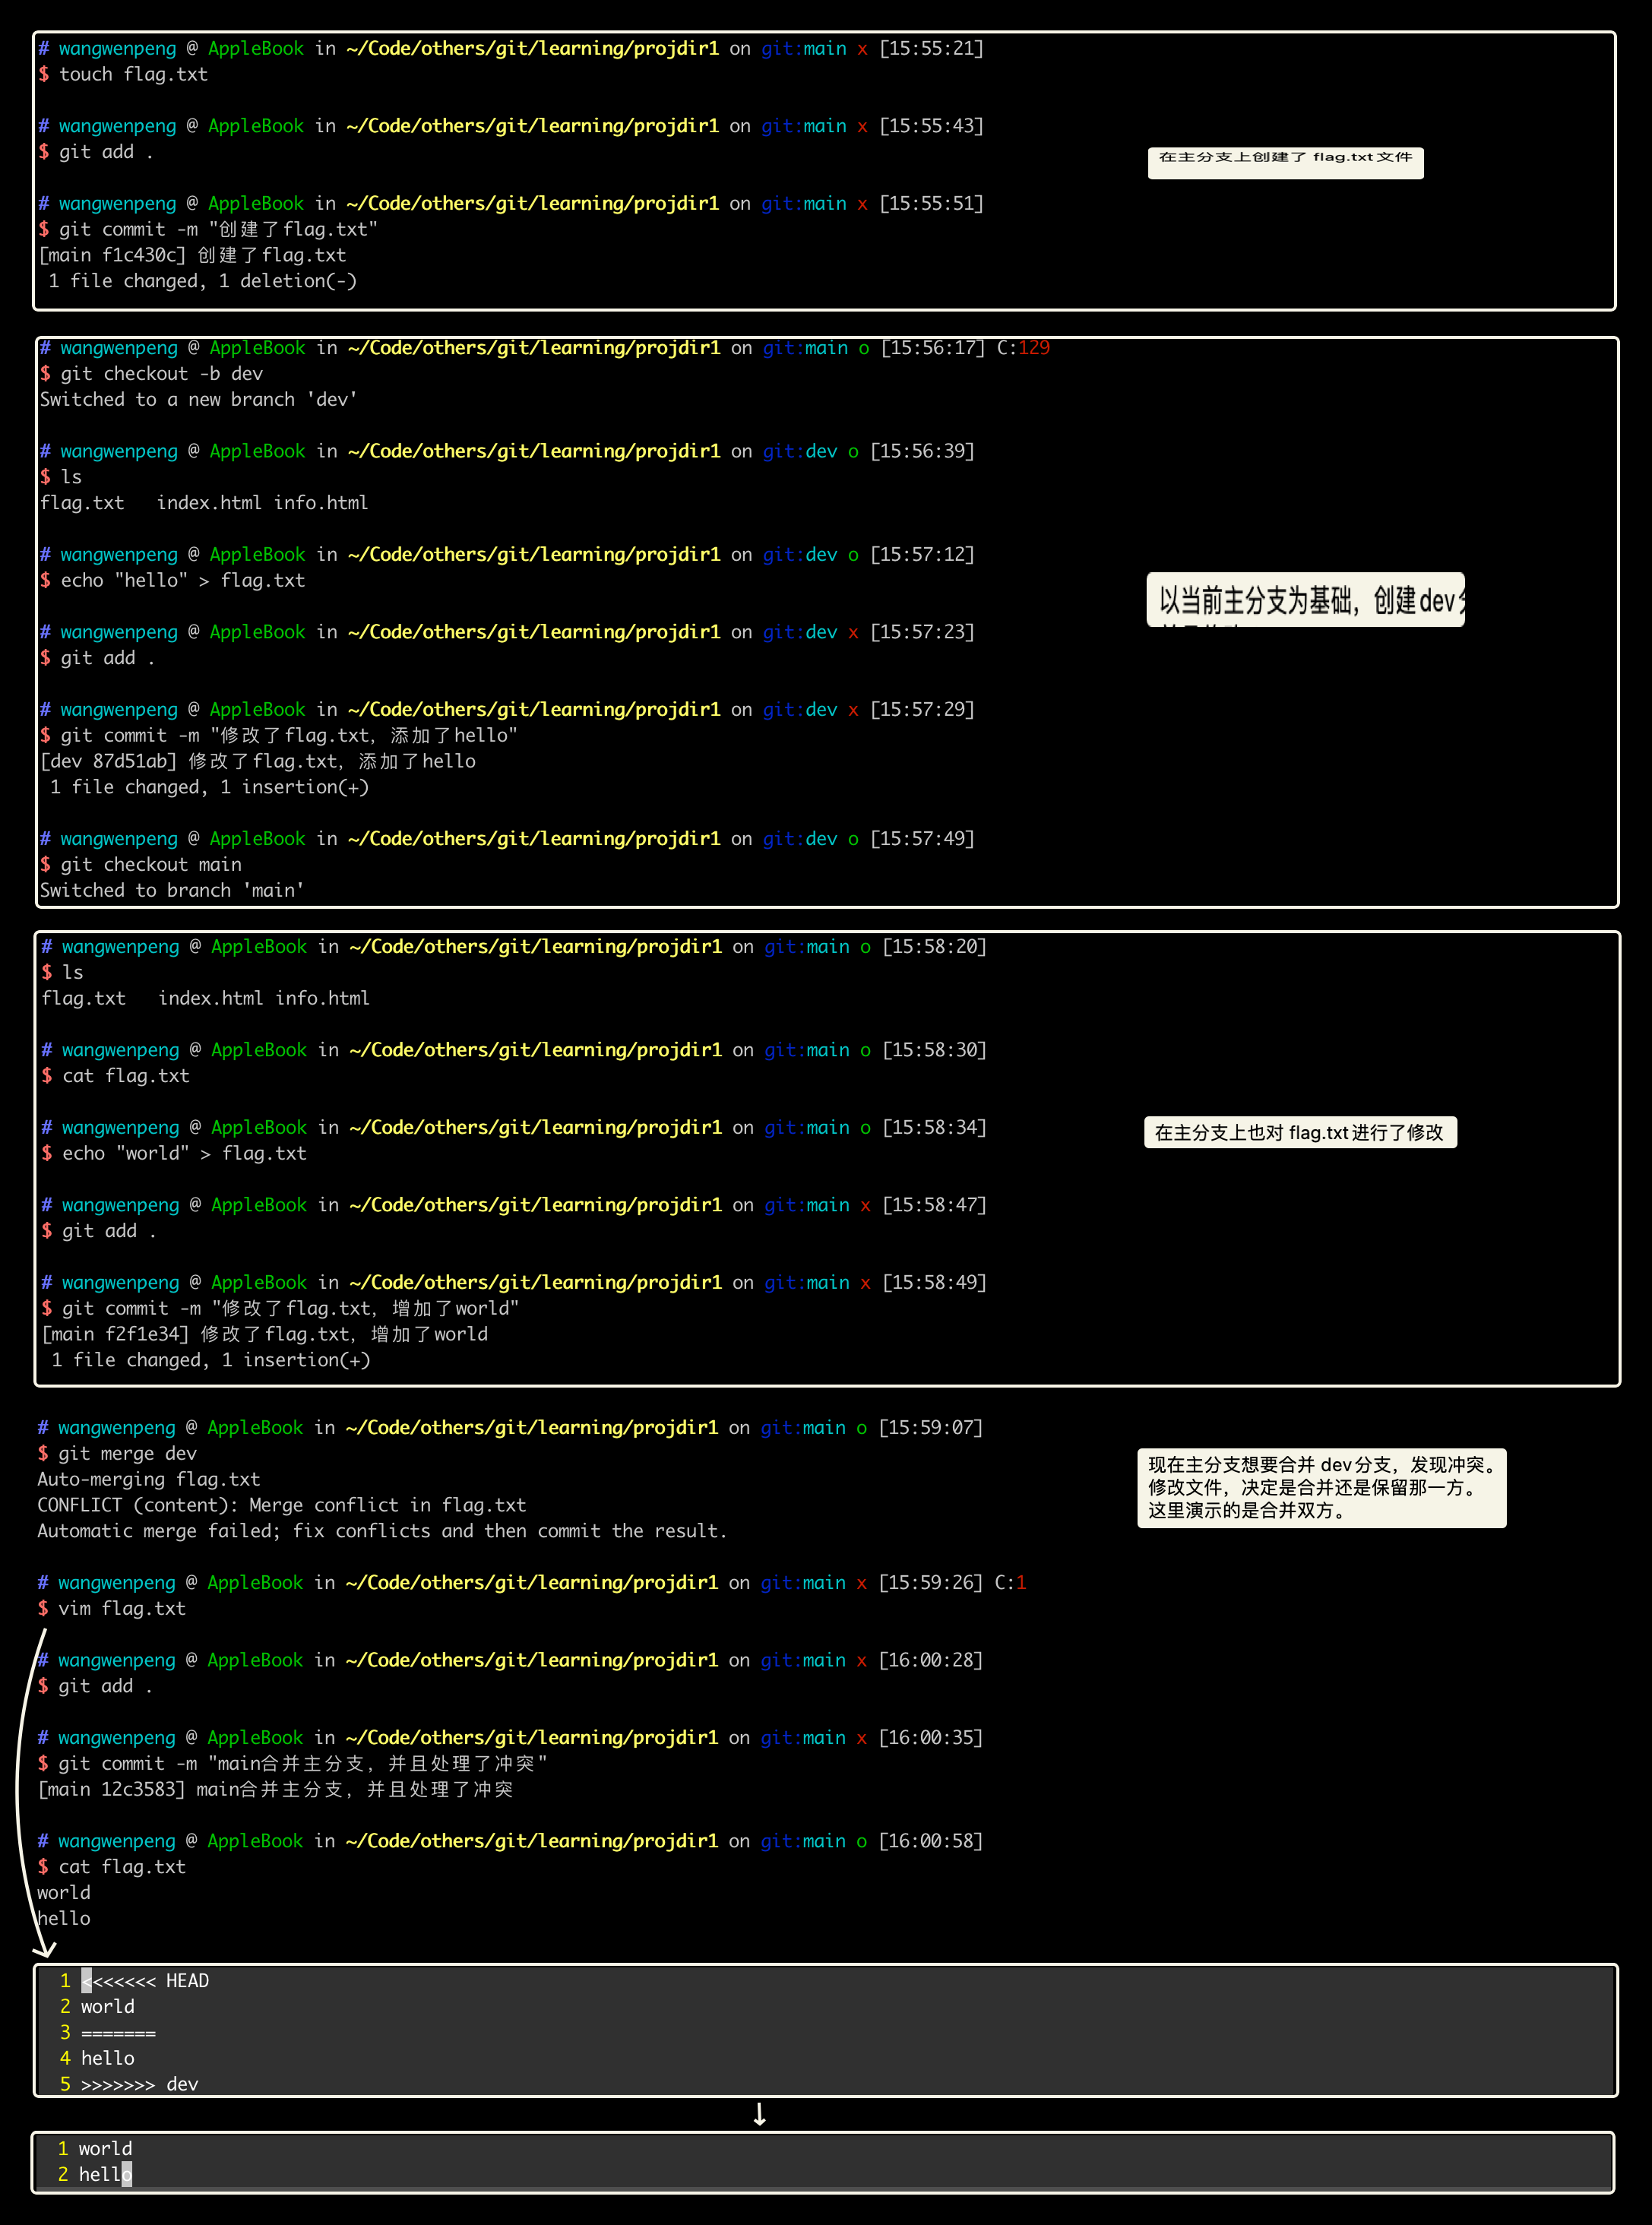 # wangwenpeng @ AppleBook in ~/Code/others/git/learning/projdir1 on git:main x [15:55:21]
$ touch flag.txt
# wangwenpeng @ AppleBook in ~/Code/others/git/learning/projdir1 on git:main x [15:55:43]
$ git add .
在主分支上创建了 flag.txt 文件
# wangwenpeng @ AppleBook in ~/Code/others/git/learning/projdir1 on git:main x [15:55:51]
$ git commit -m "创建了flag.txt"
[main f1c430c] 创建了flag.txt
1 file changed, 1 deletion(-)
# wangwenpeng @ AppleBook in ~/Code/others/git/learning/projdir1 on git:main o [15:56:17] C:129
$ git checkout -b dev
Switched to a new branch 'dev'
# wangwenpeng @ AppleBook in ~/Code/others/git/learning/projdir1 on git:dev o [15:56:39]
$ ls
flag.txt   index.html info.html
# wangwenpeng @ AppleBook in ~/Code/others/git/learning/projdir1 on git:dev o [15:57:12]
$ echo "hello" > flag.txt
以当前主分支为基础，创建dev
# wangwenpeng @ AppleBook in ~/Code/others/git/learning/projdir1 on git:dev x [15:57:23]
$ git add .
# wangwenpeng @ AppleBook in ~/Code/others/git/learning/projdir1 on git:dev x [15:57:29]
$ git commit -m "修改了flag.txt，添加了hello"
[dev 87d51ab] 修改了flag.txt，添加了hello
1 file changed, 1 insertion(+)
# wangwenpeng @ AppleBook in ~/Code/others/git/learning/projdir1 on git:dev o [15:57:49]
$ git checkout main
Switched to branch 'main'
# wangwenpeng @ AppleBook in ~/Code/others/git/learning/projdir1 on git:main o [15:58:20]
$ ls
flag.txt   index.html info.html
# wangwenpeng @ AppleBook in ~/Code/others/git/learning/projdir1 on git:main o [15:58:30]
$ cat flag.txt
# wangwenpeng @ AppleBook in ~/Code/others/git/learning/projdir1 on git:main o [15:58:34]
$ echo "world" > flag.txt
在主分支上也对 flag.txt 进行了修改
# wangwenpeng @ AppleBook in ~/Code/others/git/learning/projdir1 on git:main x [15:58:47]
$ git add .
# wangwenpeng @ AppleBook in ~/Code/others/git/learning/projdir1 on git:main x [15:58:49]
$ git commit -m "修改了flag.txt，增加了world"
[main f2f1e34] 修改了flag.txt，增加了world
1 file changed, 1 insertion(+)
# wangwenpeng @ AppleBook in ~/Code/others/git/learning/projdir1 on git:main o [15:59:07]
$ git merge dev
Auto-merging flag.txt
CONFLICT (content): Merge conflict in flag.txt
Automatic merge failed; fix conflicts and then commit the result.
现在主分支想要合并 dev分支，发现冲突。
修改文件，决定是合并还是保留那一方。
这里演示的是合并双方。
# wangwenpeng @ AppleBook in ~/Code/others/git/learning/projdir1 on git:main x [15:59:26] C:1
$ vim flag.txt
# wangwenpeng @ AppleBook in ~/Code/others/git/learning/projdir1 on git:main x [16:00:28]
$ git add .
# wangwenpeng @ AppleBook in ~/Code/others/git/learning/projdir1 on git:main x [16:00:35]
$ git commit -m "main合并主分支，并且处理了冲突"
[main 12c3583] main合并主分支，并且处理了冲突
# wangwenpeng @ AppleBook in ~/Code/others/git/learning/projdir1 on git:main o [16:00:58]
$ cat flag.txt
world
hello
1 <<<<<<< HEAD
2 world
3 =======
4 hello
5 >>>>>>> dev
1 world
2 hello